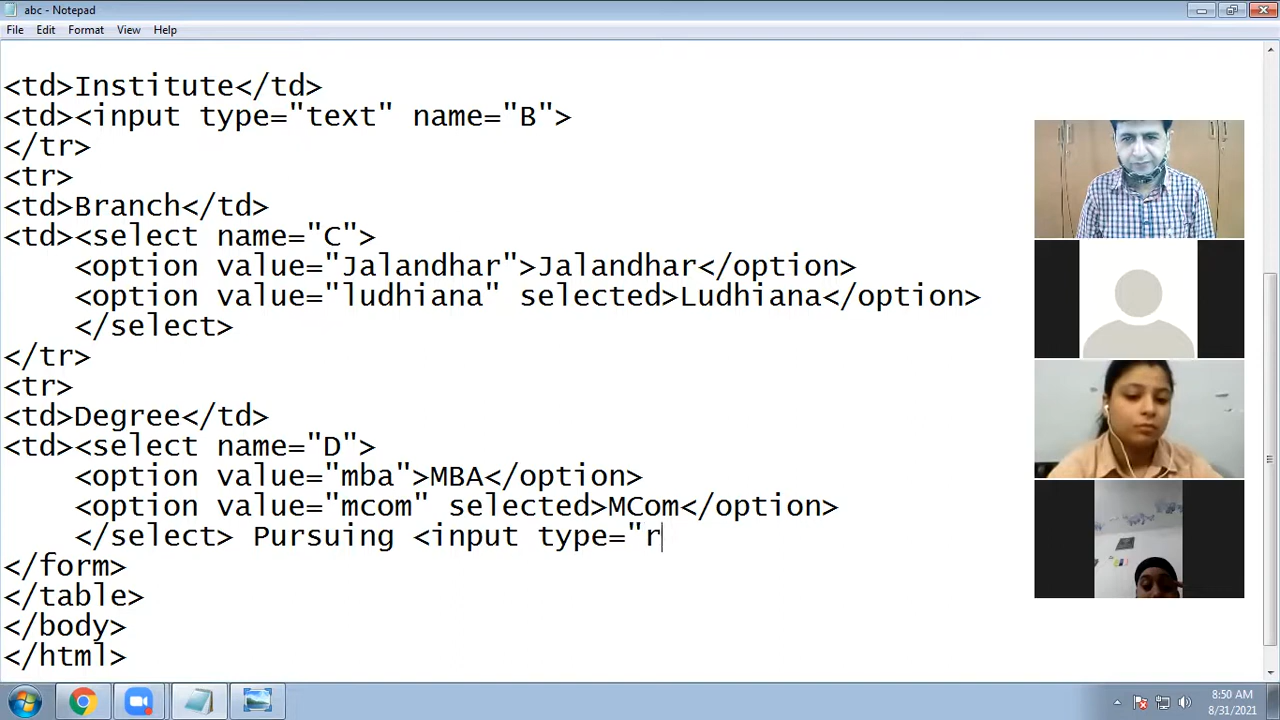 abc - Notepad
File Edit Format View Help
<td>Institute</td>
<td><input type="text" name="B">
</tr>
<tr>
<td>Branch</td>
<td><select name="C">
<option value="Jalandhar">Jalandhar</option>
<option value="ludhiana" selected>Ludhiana</option>
</select>
</tr>
<tr>
<td>Degree</td>
<td><select name="D">
<option value="mba">MBA</option>
<option value="mcom" selected>MCom</option>
</select> Pursuing <input type="r
</form>
</table>
</body>
</html>
8:50 AM
8/31/2021